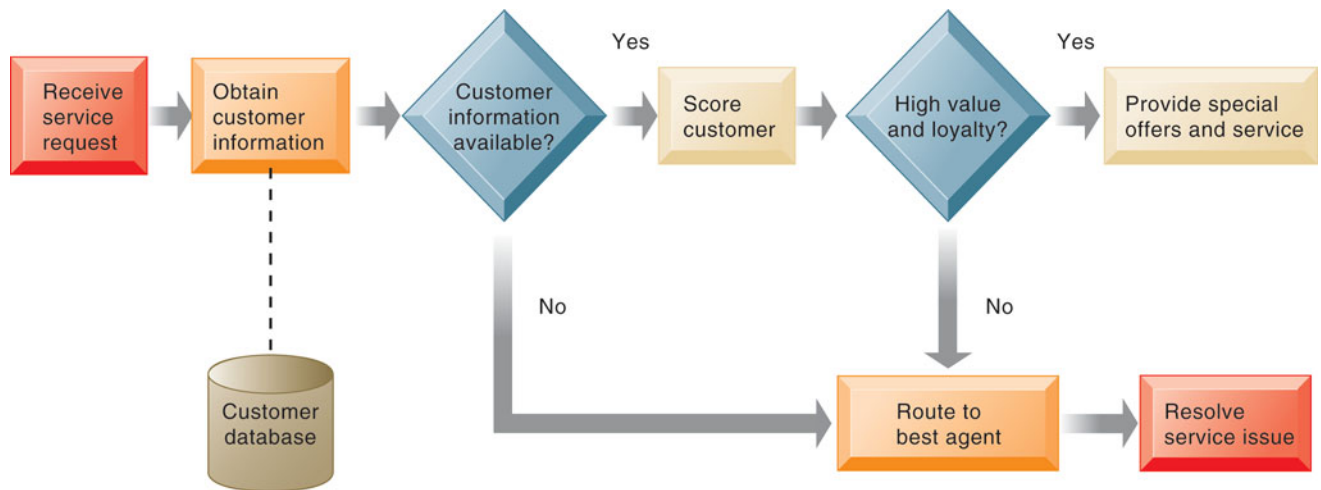 Yes
Yes
Receive
service
request
Obtain
customer
information
Customer
information
available?
Score
customer
High value
and loyalty?
Provide special
offers and service
No
No
Customer
database
Route to
best agent
Resolve
service issue